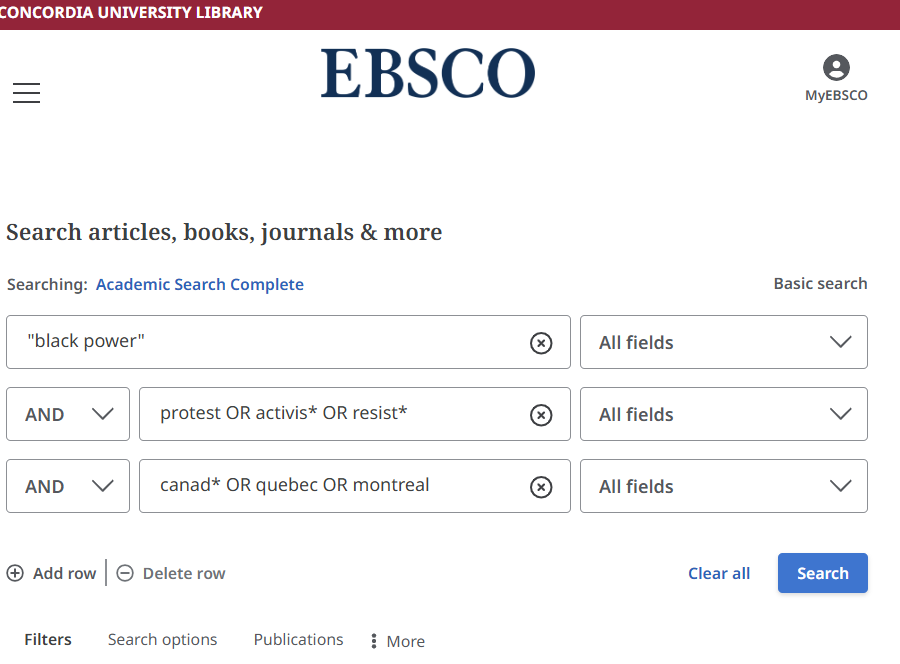 CONCORDIA UNIVERSITY LIBRARY
EBSCO
MyEBSCO
Search articles, books, journals & more
Searching: Academic Search Complete
Basic search
"black power"
All fields
AND
protest OR activis* OR resist*
All fields
AND
canad* OR quebec OR montreal
All fields
Add row
Delete row
Clear all
Search
Filters
Search options
Publications
More